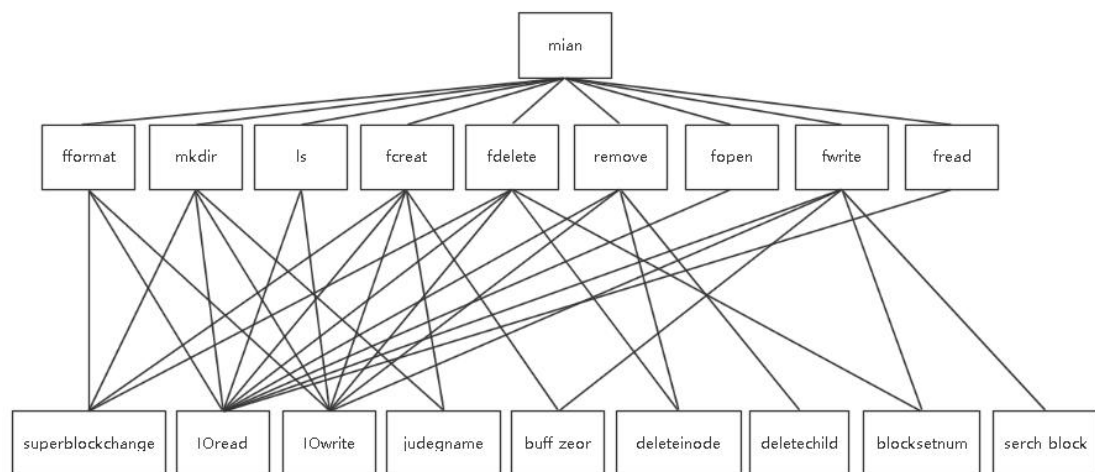 mian
fformat
mkdir
ls
fcreat
fdelete
remove
fopen
fwrite
fread
superblockchange
IOread
IOwrite
judegname
buff zeor
deleteinode
deletechild
blocksetnum
serch block